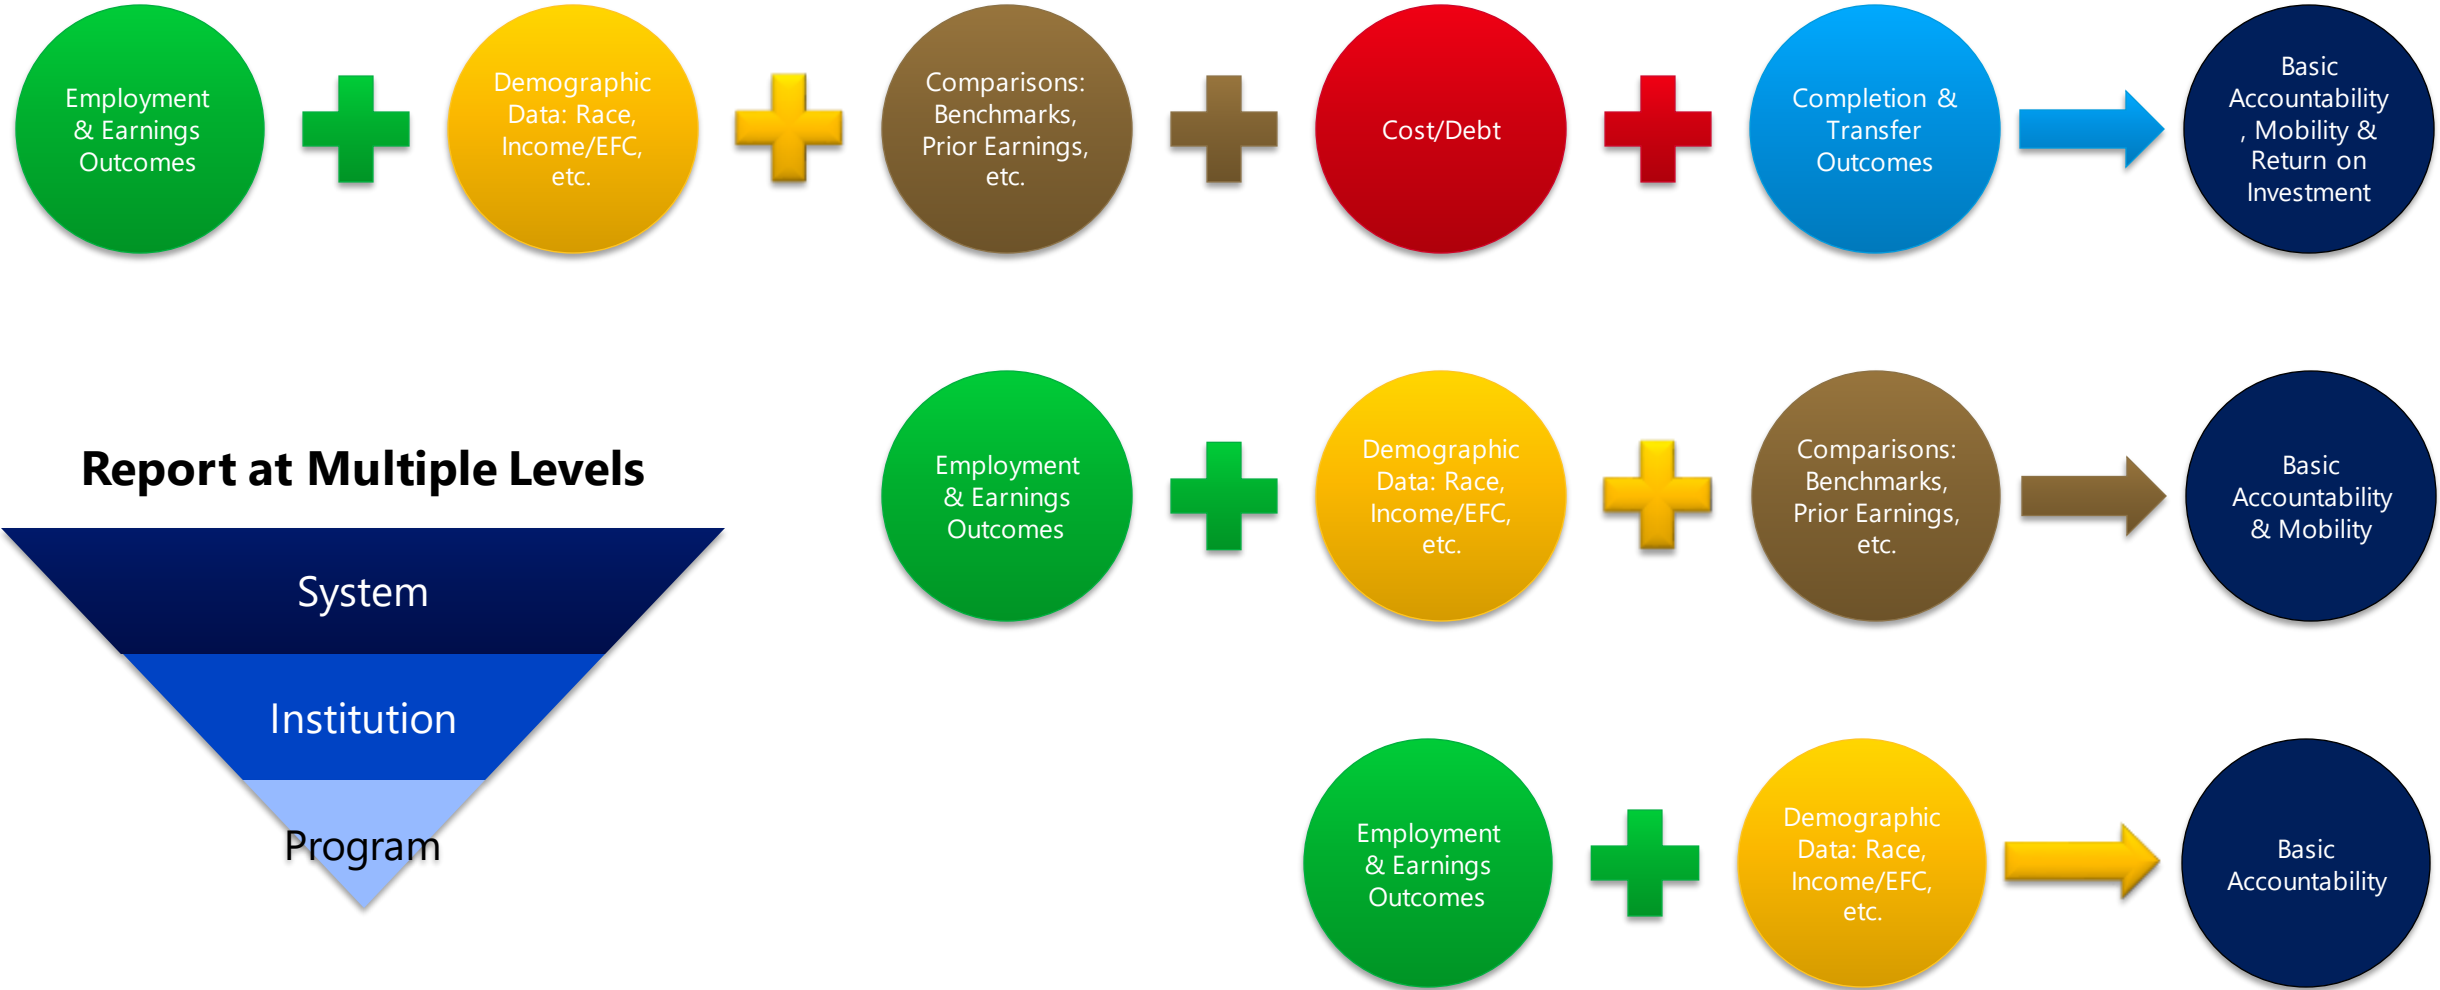 Employment
& Earnings
Outcomes
Demographic
Data: Race,
Income/EFC,
etc.
Comparisons:
Benchmarks,
Prior Earnings,
etc.
Cost/Debt
Completion &
Transfer
Outcomes
Basic
Accountability
, Mobility &
Return on
Investment
Report at Multiple Levels
System
Institution
Program
Employment
& Earnings
Outcomes
Demographic
Data: Race,
Income/EFC,
etc.
Comparisons:
Benchmarks,
Prior Earnings,
etc.
Basic
Accountability
& Mobility
Employment
& Earnings
Outcomes
Demographic
Data: Race,
Income/EFC,
etc.
Basic
Accountability